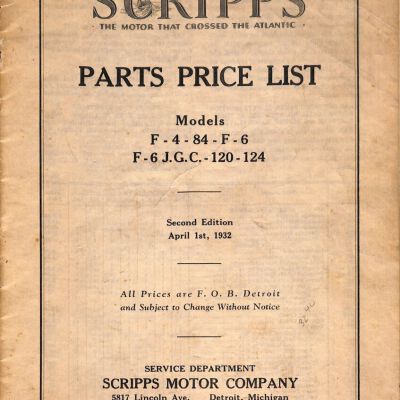 SCRIPPS
· THE MOTOR THAT CROSSED THE ATLANTIC ·
PARTS PRICE LIST
Models
F - 4 - 84 - F - 6
F - 6 J.G.C. - 120 - 124
Second Edition
April 1st, 1932
All Prices are F. O. B. Detroit
and Subject to Change Without Notice
SERVICE DEPARTMENT
SCRIPPS MOTOR COMPANY
5817 Lincoln Ave. Detroit, Michigan